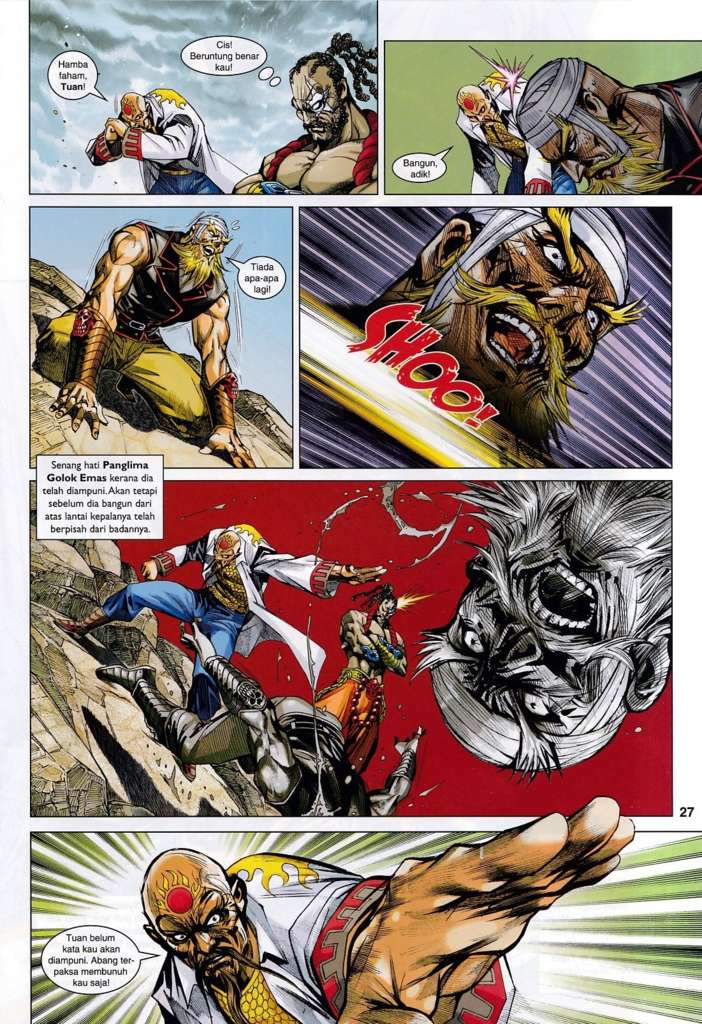 Hamba
faham,
Tuan!
Cis!
Beruntung benar
kau!
Bangun,
adik!
Tiada
apa-apa
lagi!
SHOO!
Senang hati Panglima
Golok Emas kerana dia
telah diampuni.Akan tetapi
sebelum dia bangun dari
atas lantai kepalanya telah
berpisah dari badannya.
27
Tuan belum
kata kau akan
diampuni. Abang ter-
paksa membunuh
kau saja!